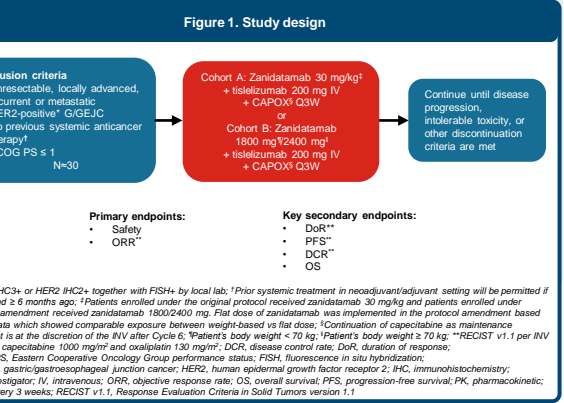 Figure 1. Study design
usion criteria
nresectable, locally advanced,
current or metastatic
ER2-positive* G/GEJC
o previous systemic anticancer
erapy†
COG PS ≤ 1
N≈30
Cohort A: Zanidatamab 30 mg/kg‡
+ tislelizumab 200 mg IV
+ CAPOX§ Q3W
or
Cohort B: Zanidatamab
1800 mg¶/2400 mg‖
+ tislelizumab 200 mg IV
+ CAPOX§ Q3W
Continue until disease
progression,
intolerable toxicity, or
other discontinuation
criteria are met
Primary endpoints:
• Safety
• ORR**
Key secondary endpoints:
• DoR**
• PFS**
• DCR**
• OS
HC3+ or HER2 IHC2+ together with FISH+ by local lab; †Prior systemic treatment in neoadjuvant/adjuvant setting will be permitted if
d ≥ 6 months ago; ‡Patients enrolled under the original protocol received zanidatamab 30 mg/kg and patients enrolled under
amendment received zanidatamab 1800/2400 mg. Flat dose of zanidatamab was implemented in the protocol amendment based
ata which showed comparable exposure between weight-based vs flat dose; §Continuation of capecitabine as maintenance
t is at the discretion of the INV after Cycle 6; ¶Patient's body weight < 70 kg; ‖Patient's body weight ≥ 70 kg; **RECIST v1.1 per INV
capecitabine 1000 mg/m² and oxaliplatin 130 mg/m²; DCR, disease control rate; DoR, duration of response;
S, Eastern Cooperative Oncology Group performance status; FISH, fluorescence in situ hybridization;
, gastric/gastroesophageal junction cancer; HER2, human epidermal growth factor receptor 2; IHC, immunohistochemistry;
estigator; IV, intravenous; ORR, objective response rate; OS, overall survival; PFS, progression-free survival; PK, pharmacokinetic;
very 3 weeks; RECIST v1.1, Response Evaluation Criteria in Solid Tumors version 1.1